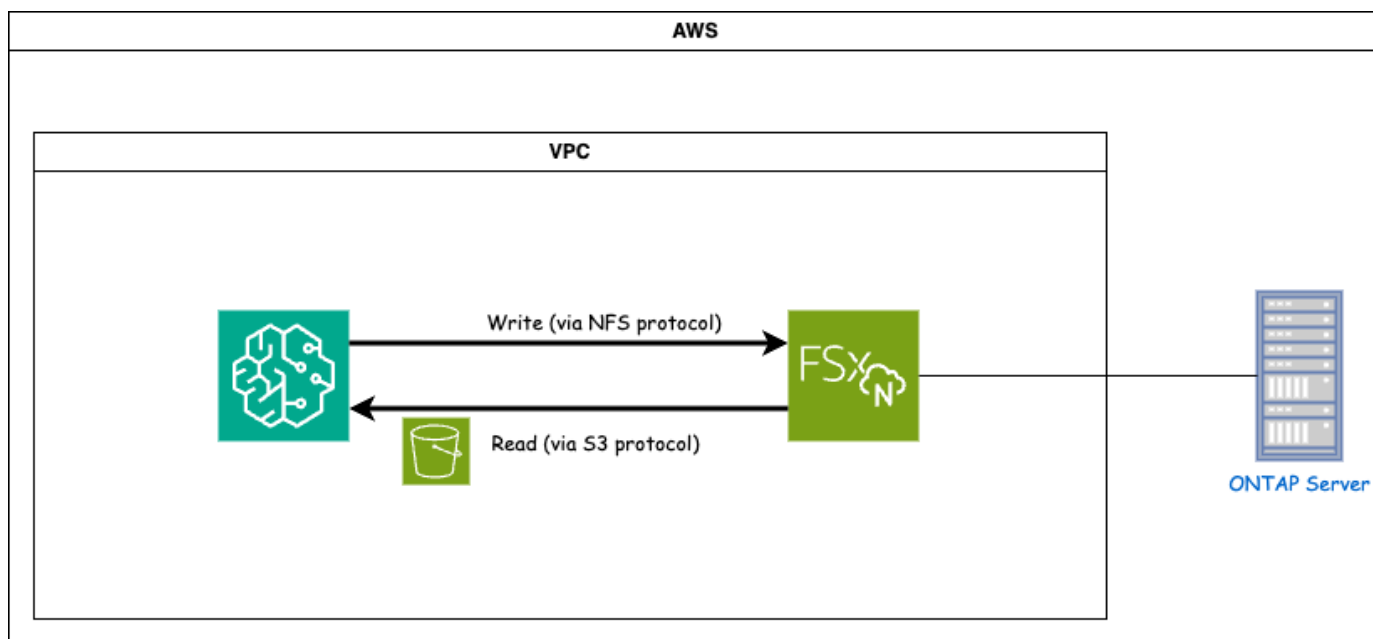 AWS
VPC
Write (via NFS protocol)
FSx
N
Read (via S3 protocol)
ONTAP Server